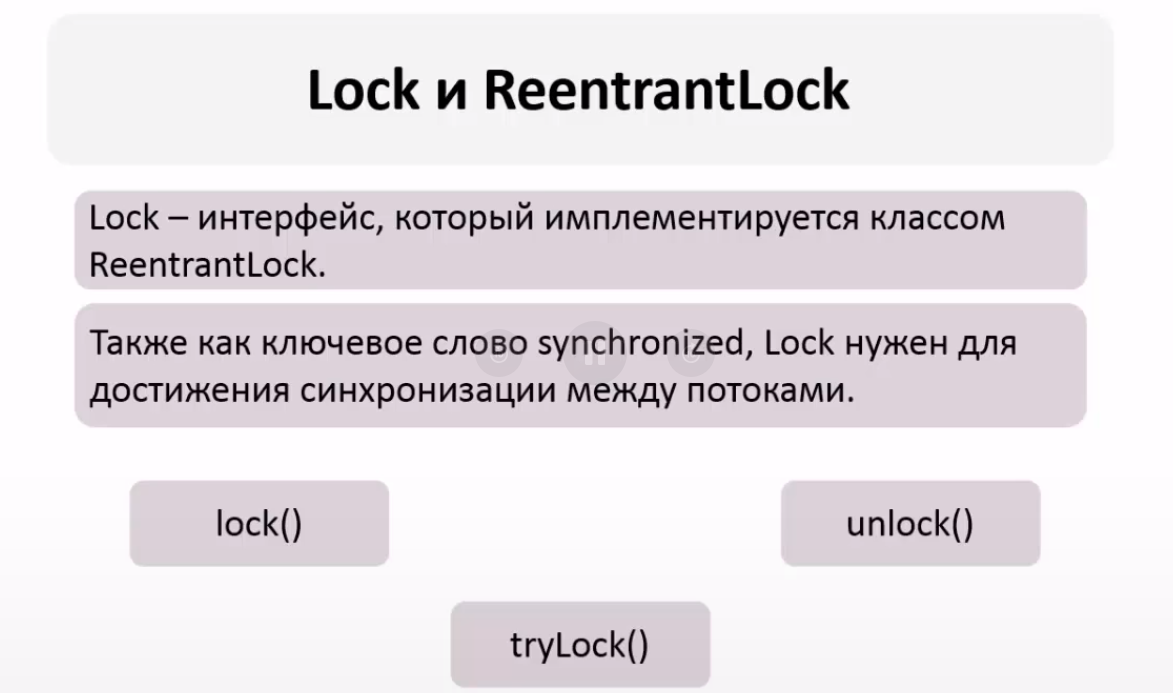 Lock и ReentrantLock
Lock – интерфейс, который имплементируется классом
ReentrantLock.
Также как ключевое слово synchronized, Lock нужен для
достижения синхронизации между потоками.
lock()
unlock()
tryLock()